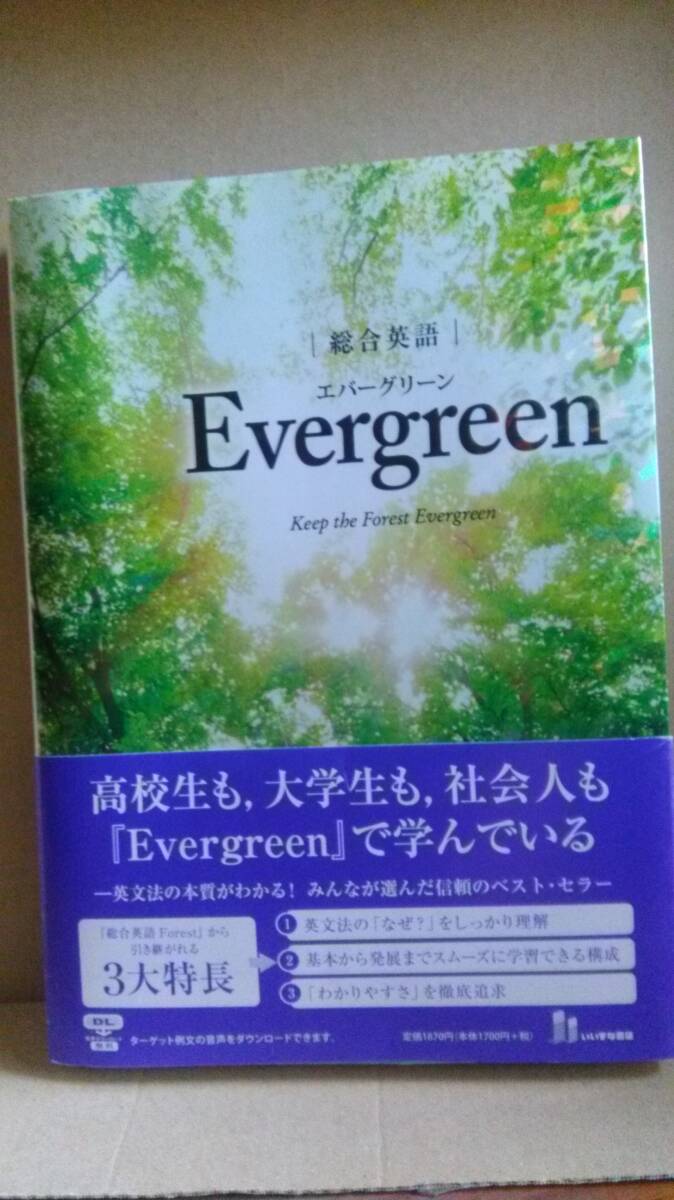 | 総合英語 |
エバーグリーン
Evergreen
Keep the Forest Evergreen
高校生も, 大学生も, 社会人も
『Evergreen』で学んでいる
―英文法の本質がわかる! みんなが選んだ信頼のベスト・セラー
『総合英語 Forest』から
引き継がれる
3大特長
1 英文法の「なぜ?」をしっかり理解
2 基本から発展までスムーズに学習できる構成
3 「わかりやすさ」を徹底追求
DL
無料
ターゲット例文の音声をダウンロードできます。
定価1870円(本体1700円+税)
いいずな書店